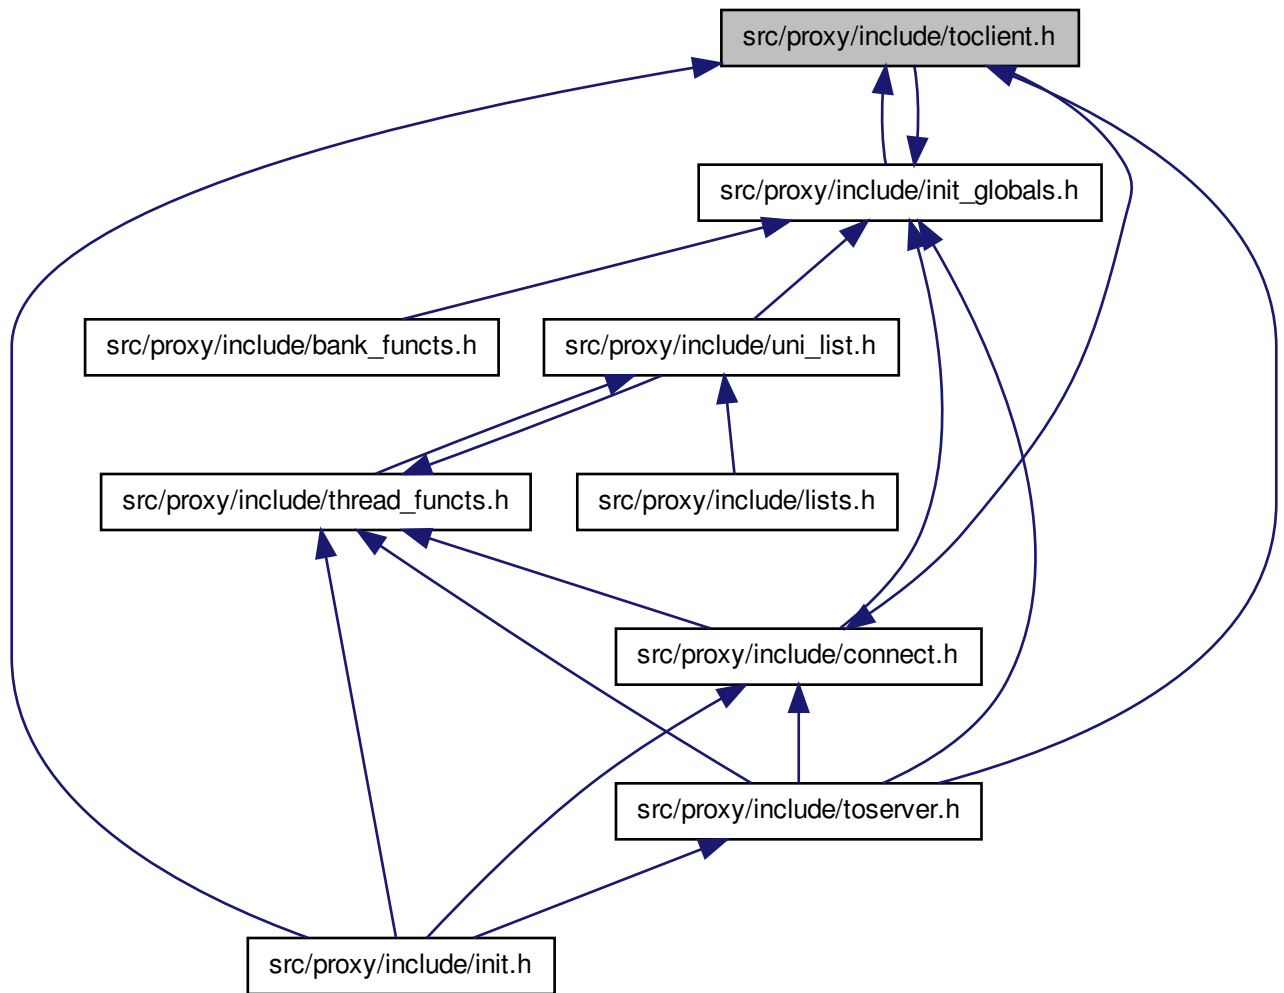 src/proxy/include/toclient.h
src/proxy/include/init_globals.h
src/proxy/include/bank_functs.h
src/proxy/include/uni_list.h
src/proxy/include/thread_functs.h
src/proxy/include/lists.h
src/proxy/include/connect.h
src/proxy/include/toserver.h
src/proxy/include/init.h